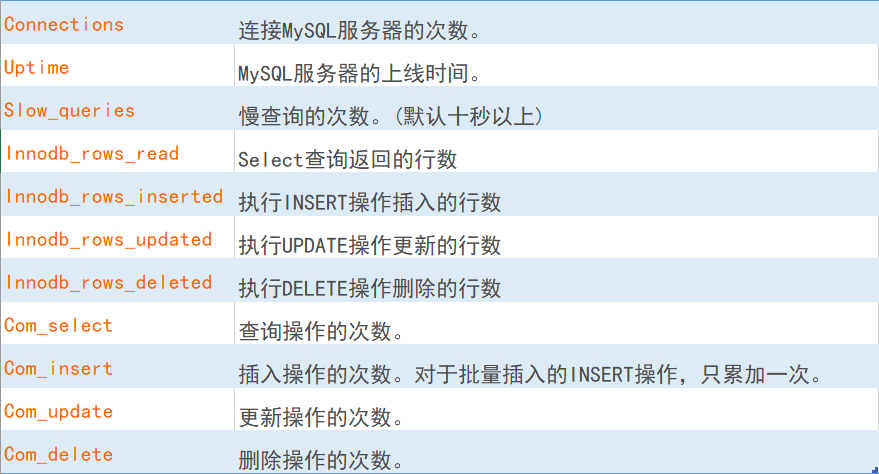 Connections 连接MySQL服务器的次数。
Uptime MySQL服务器的上线时间。
Slow_queries 慢查询的次数。(默认十秒以上)
Innodb_rows_read Select查询返回的行数
Innodb_rows_inserted 执行INSERT操作插入的行数
Innodb_rows_updated 执行UPDATE操作更新的行数
Innodb_rows_deleted 执行DELETE操作删除的行数
Com_select 查询操作的次数。
Com_insert 插入操作的次数。对于批量插入的INSERT操作，只累加一次。
Com_update 更新操作的次数。
Com_delete 删除操作的次数。